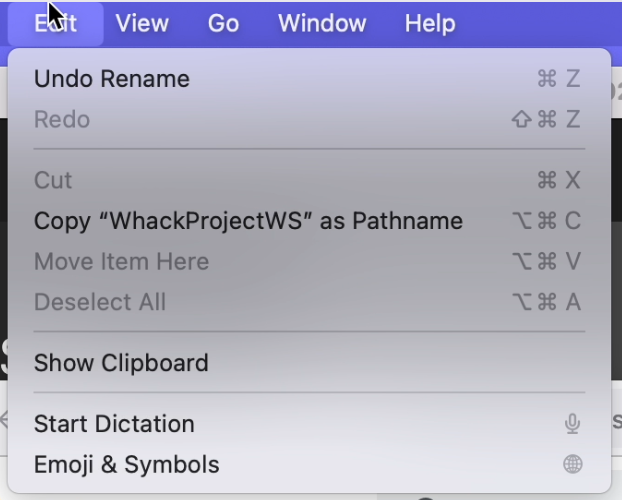 Edit View Go Window Help
Undo Rename ⌘ Z
Redo ⇧⌘ Z
Cut ⌘ X
Copy “WhackProjectWS” as Pathname ⌥⌘ C
Move Item Here ⌥⌘ V
Deselect All ⌥⌘ A
Show Clipboard
Start Dictation
Emoji & Symbols